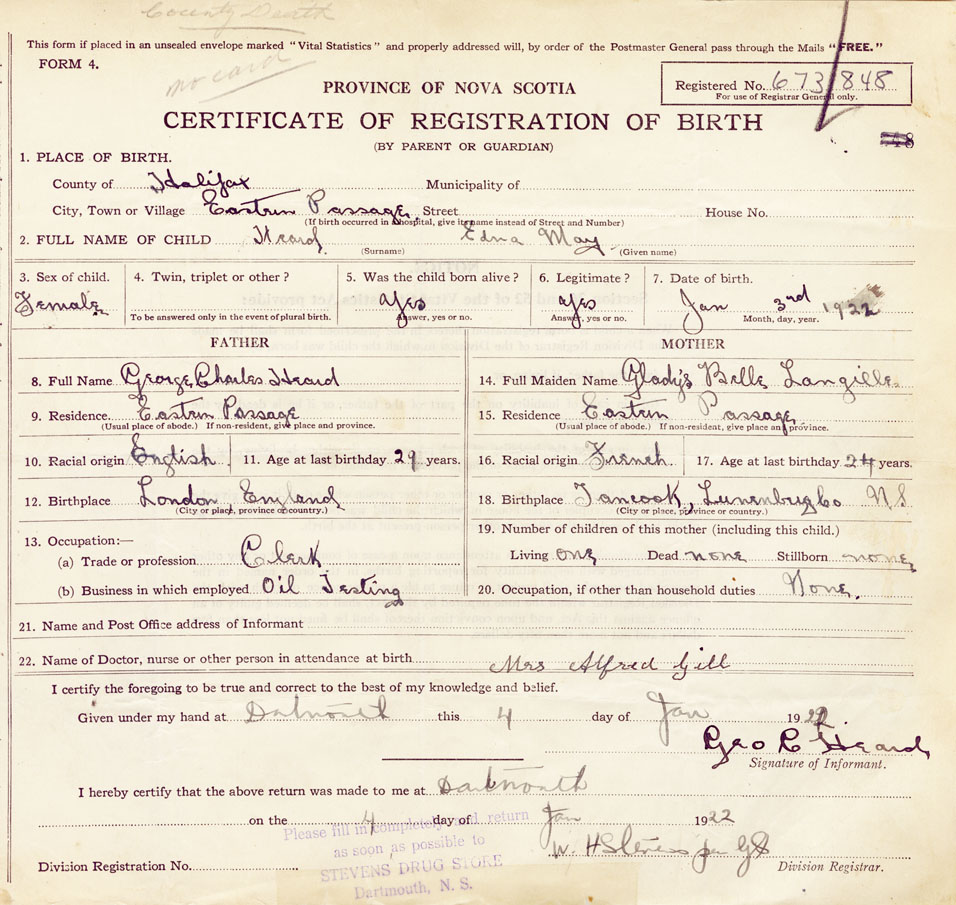 County Death
This form if placed in an unsealed envelope marked "Vital Statistics" and properly addressed will, by order of the Postmaster General pass through the Mails "FREE."
FORM 4.
no card
Registered No. 673848
For use of Registrar General only.
PROVINCE OF NOVA SCOTIA
CERTIFICATE OF REGISTRATION OF BIRTH
(BY PARENT OR GUARDIAN)
1. PLACE OF BIRTH.
County of Halifax Municipality of
City, Town or Village Eastern Passage Street House No.
(If birth occurred in a hospital, give its name instead of Street and Number)
2. FULL NAME OF CHILD Heard Edna May
(Surname) (Given name)
3. Sex of child. 4. Twin, triplet or other ? 5. Was the child born alive ? 6. Legitimate ? 7. Date of birth.
Female Yes Yes Jan 3rd 1922
To be answered only in the event of plural birth. Answer, yes or no. Answer, yes or no. Month, day, year.
FATHER MOTHER
8. Full Name George Charles Heard 14. Full Maiden Name Gladys Belle Langille
9. Residence Eastern Passage 15. Residence Eastern Passage
(Usual place of abode.) If non-resident, give place and province. (Usual place of abode.) If non-resident, give place and province.
10. Racial origin English 11. Age at last birthday 29 years. 16. Racial origin French 17. Age at last birthday 24 years.
12. Birthplace London England 18. Birthplace Tancook, Lunenburg Co N S
(City or place, province or country.) (City or place, province or country.)
13. Occupation:— 19. Number of children of this mother (including this child.)
(a) Trade or profession Clerk Living one Dead none Stillborn none
(b) Business in which employed Oil Testing 20. Occupation, if other than household duties None.
21. Name and Post Office address of Informant
22. Name of Doctor, nurse or other person in attendance at birth Mrs Alfred Gill
I certify the foregoing to be true and correct to the best of my knowledge and belief.
Given under my hand at Dartmouth this 4 day of Jan 1922.
Geo C Heard
Signature of Informant.
I hereby certify that the above return was made to me at Dartmouth
on the 4 day of Jan 1922
Please fill in completely and return
as soon as possible to
STEVENS DRUG STORE
Dartmouth, N. S.
W. H Stevens
Division Registration No. Division Registrar.